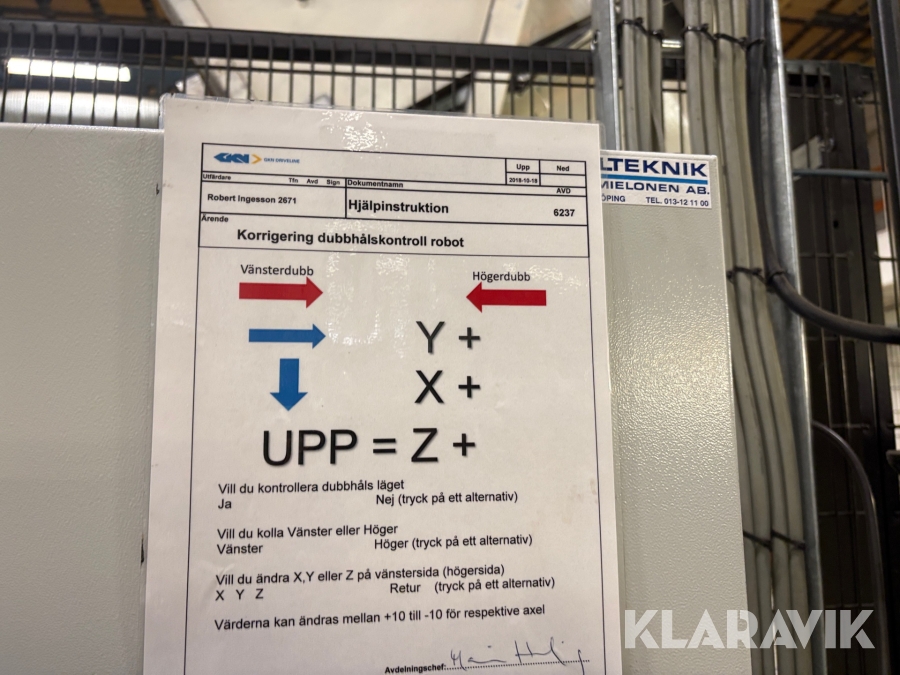 GKN GKN DRIVELINE
Upp Ned
2018-10-18
Utfärdare Tfn Avd Sign Dokumentnamn AVD
Robert Ingesson 2671 Hjälpinstruktion 6237
Ärende
Korrigering dubbhålskontroll robot
Vänsterdubb Högerdubb
Y +
X +
UPP = Z +
Vill du kontrollera dubbhåls läget
Ja Nej (tryck på ett alternativ)
Vill du kolla Vänster eller Höger
Vänster Höger (tryck på ett alternativ)
Vill du ändra X,Y eller Z på vänstersida (högersida)
X Y Z Retur (tryck på ett alternativ)
Värderna kan ändras mellan +10 till -10 för respektive axel
Avdelningschef:
LTEKNIK
MIELONEN AB.
ÖPING TEL. 013-12 11 00
KLARAVIK